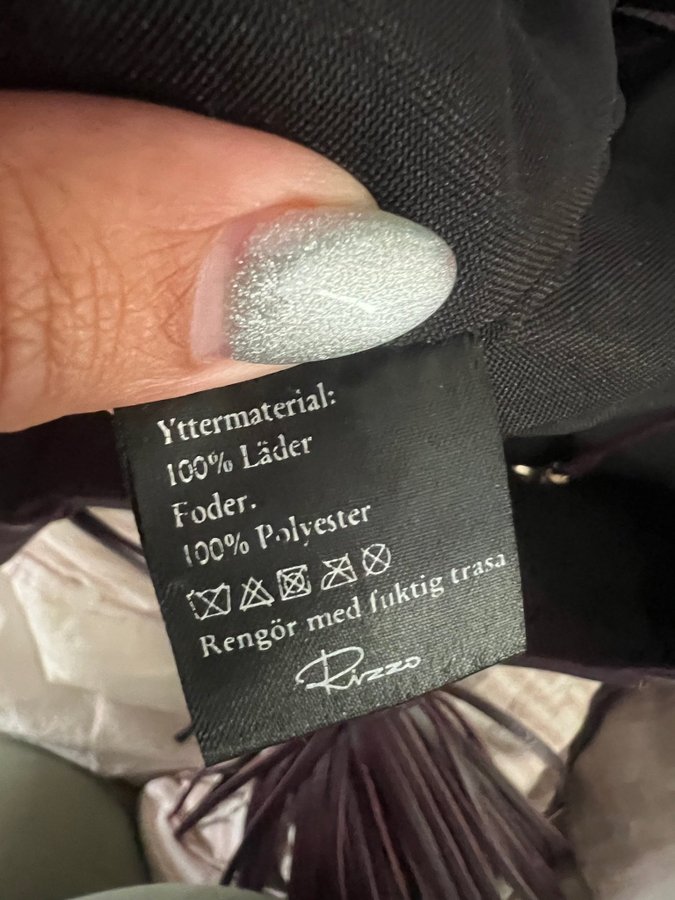 Yttermaterial:
100% Läder
Foder.
100% Polyester
Rengör med fuktig trasa
Rizzo